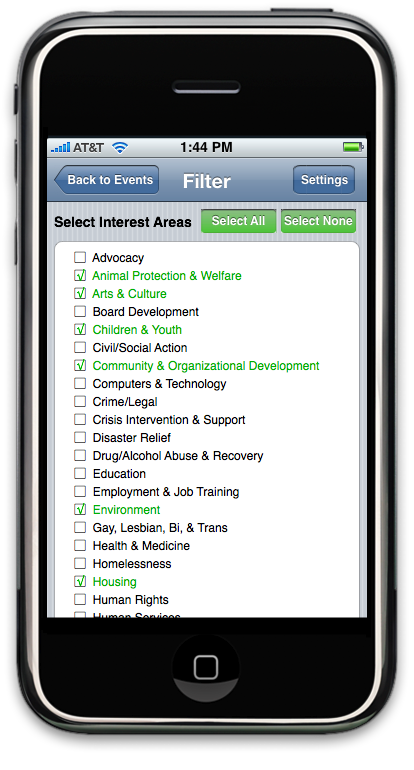 AT&T 1:44 PM
Back to Events Filter Settings
Select Interest Areas Select All Select None
Advocacy
Animal Protection & Welfare
Arts & Culture
Board Development
Children & Youth
Civil/Social Action
Community & Organizational Development
Computers & Technology
Crime/Legal
Crisis Intervention & Support
Disaster Relief
Drug/Alcohol Abuse & Recovery
Education
Employment & Job Training
Environment
Gay, Lesbian, Bi, & Trans
Health & Medicine
Homelessness
Housing
Human Rights
Human Services